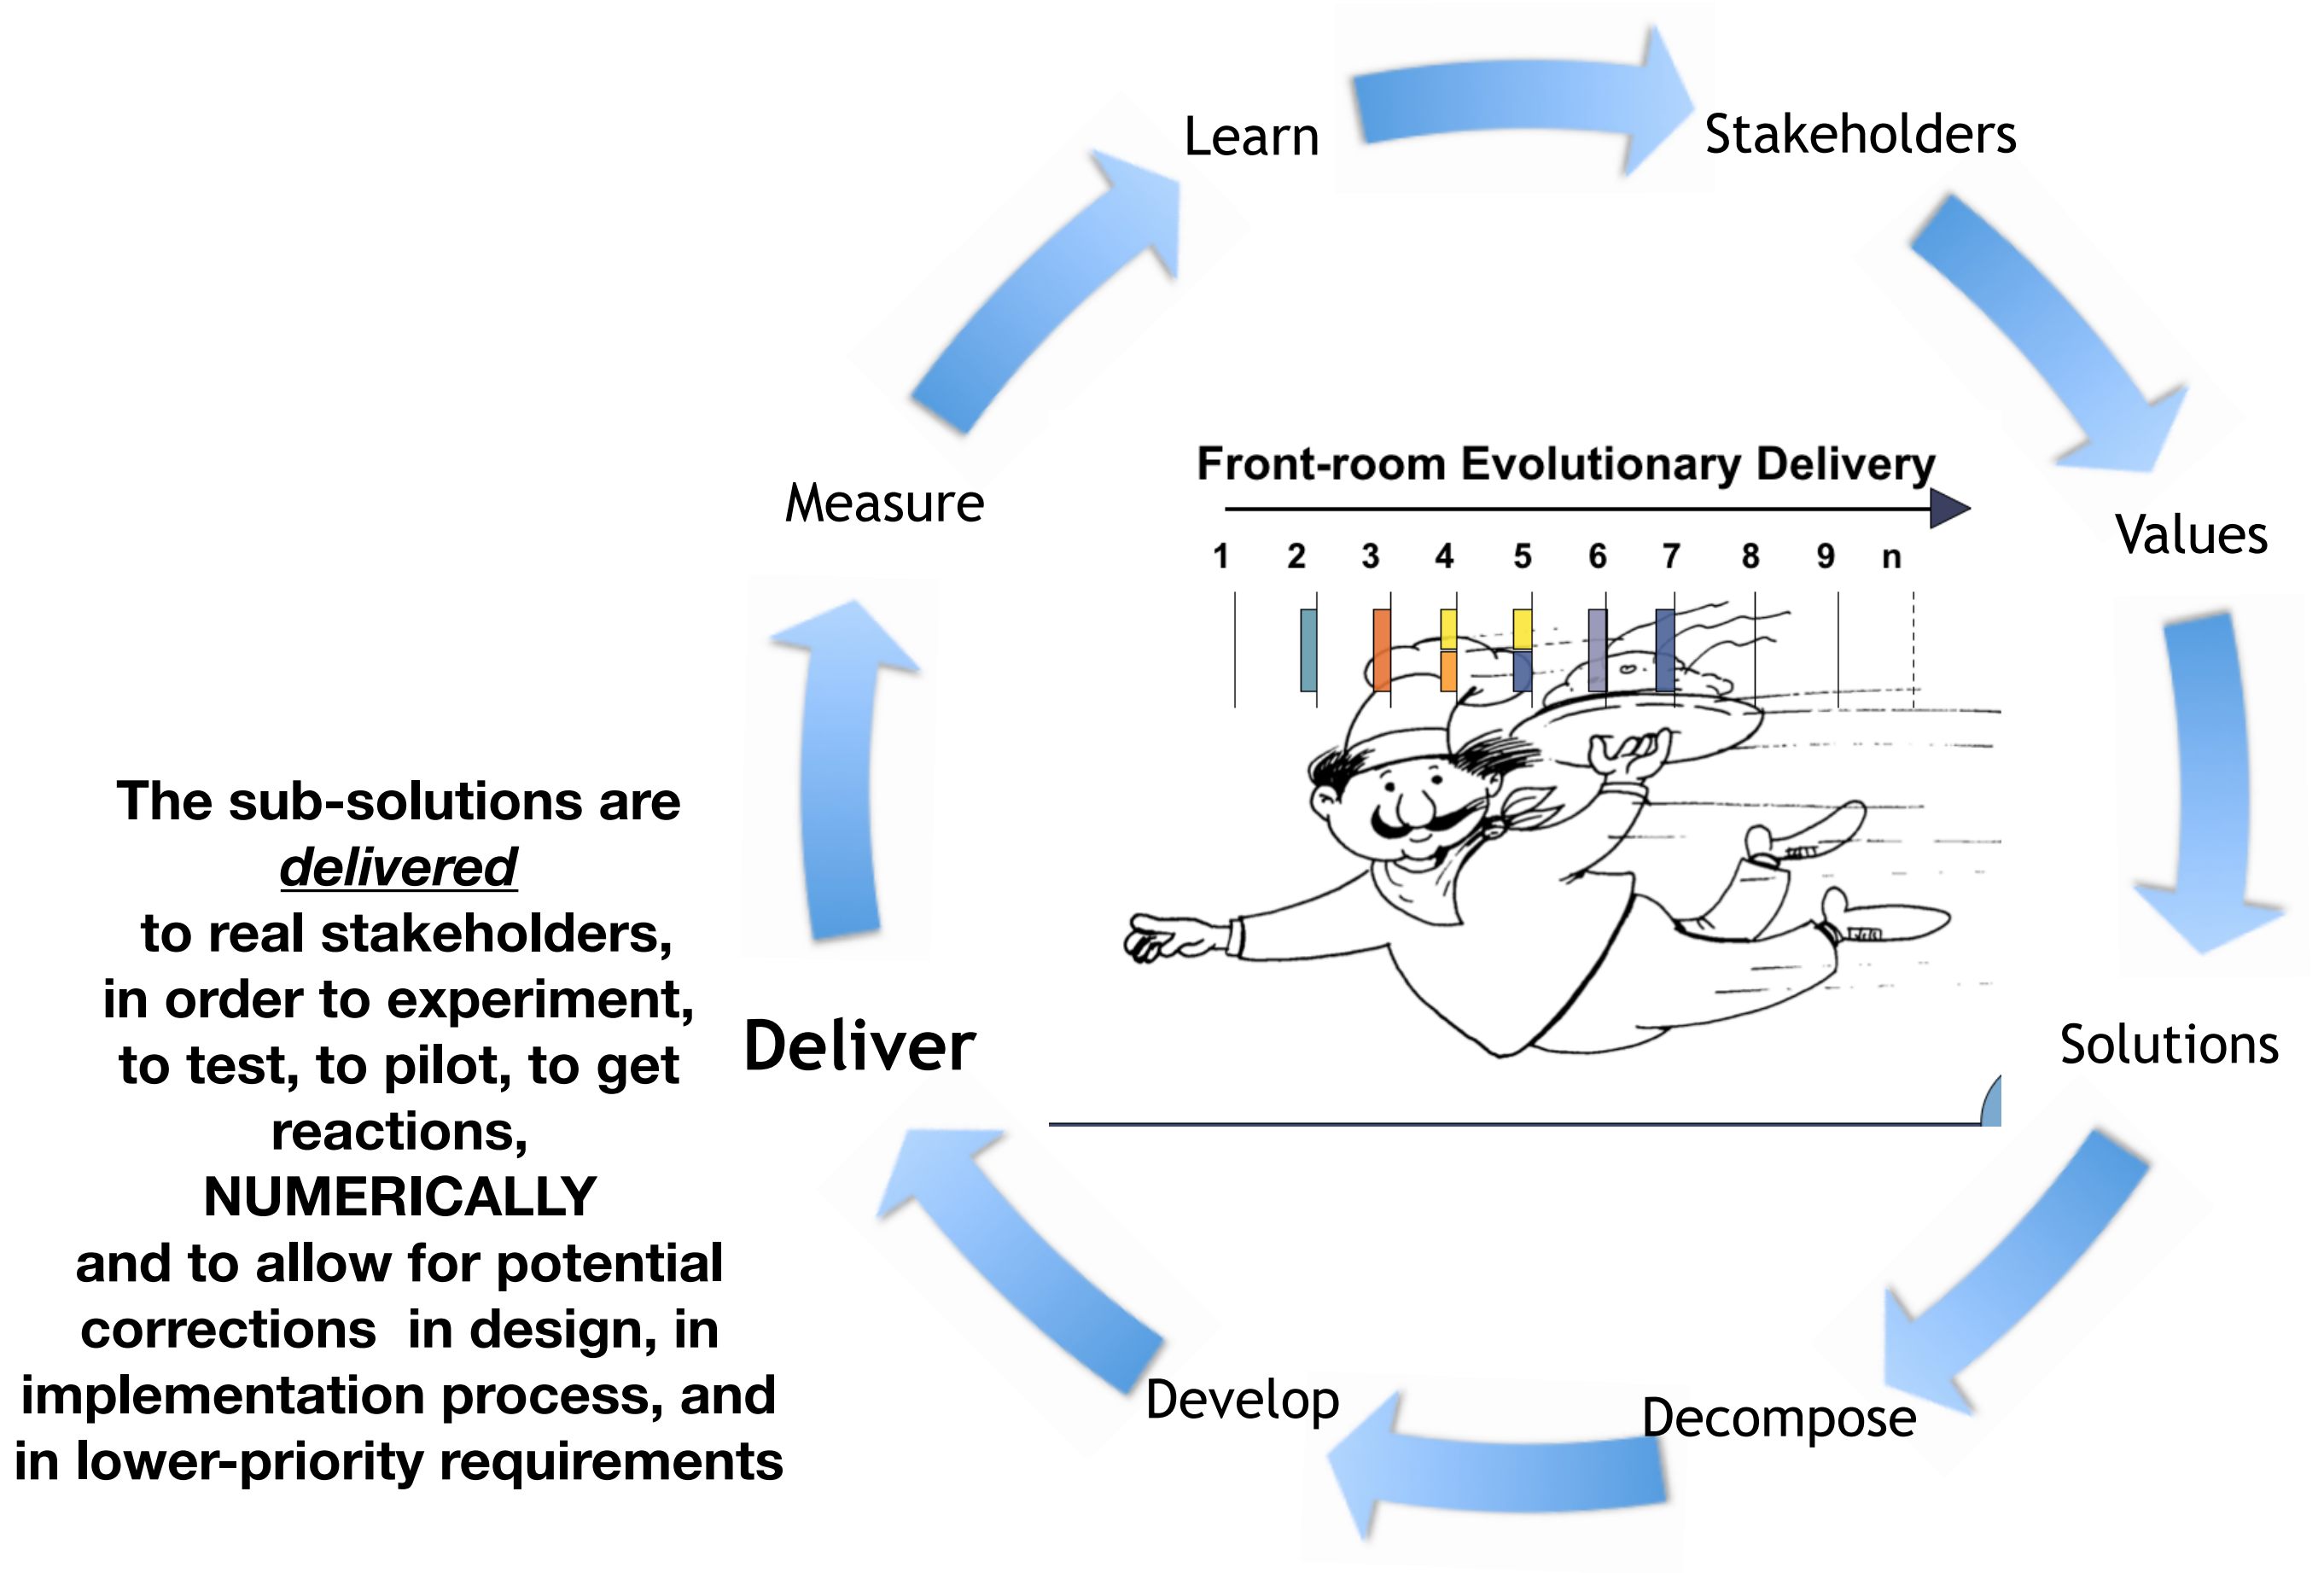 Learn
Stakeholders
Measure
Front-room Evolutionary Delivery
1 2 3 4 5 6 7 8 9 n
Values
The sub-solutions are
delivered
to real stakeholders,
in order to experiment,
to test, to pilot, to get
reactions,
NUMERICALLY
and to allow for potential
corrections  in design, in
implementation process, and
in lower-priority requirements
Deliver
Solutions
Develop
Decompose